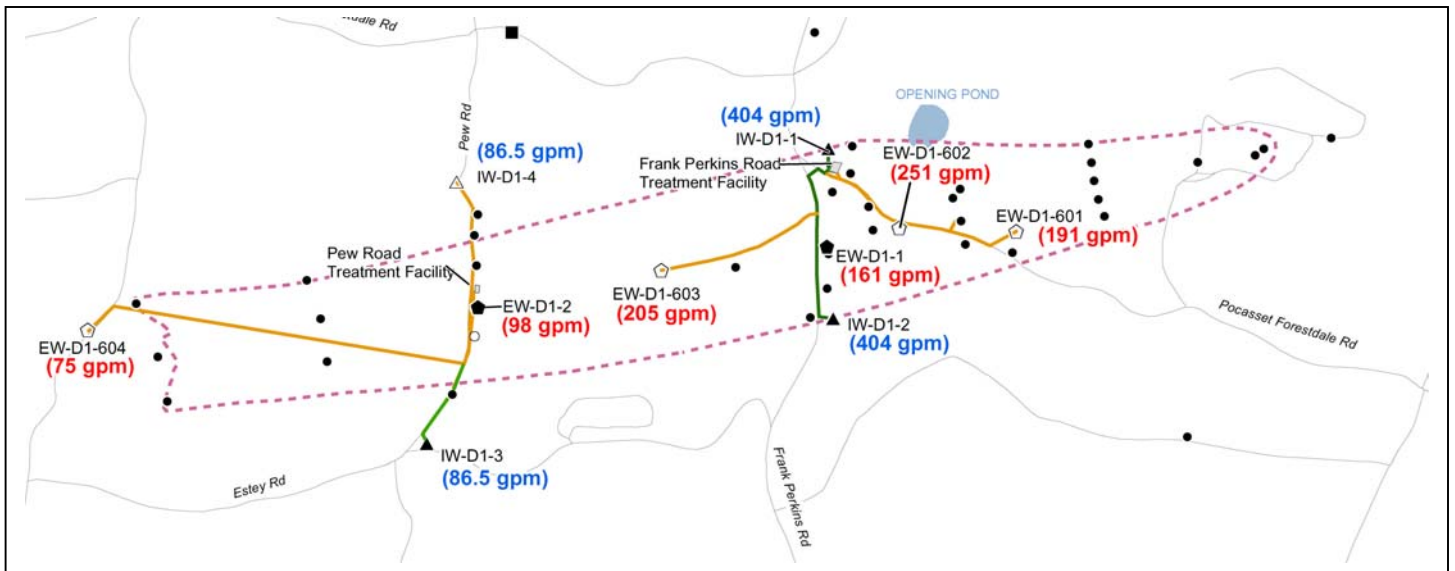 OPENING POND
(404 gpm)
IW-D1-1
Pew Rd
(86.5 gpm)
IW-D1-4
Frank Perkins Road
Treatment Facility
EW-D1-602
(251 gpm)
EW-D1-601
(191 gpm)
Pew Road
Treatment Facility
EW-D1-1
(161 gpm)
EW-D1-603
(205 gpm)
EW-D1-2
(98 gpm)
IW-D1-2
(404 gpm)
Pocasset Forestdale Rd
EW-D1-604
(75 gpm)
IW-D1-3
(86.5 gpm)
Estey Rd
Frank Perkins Rd